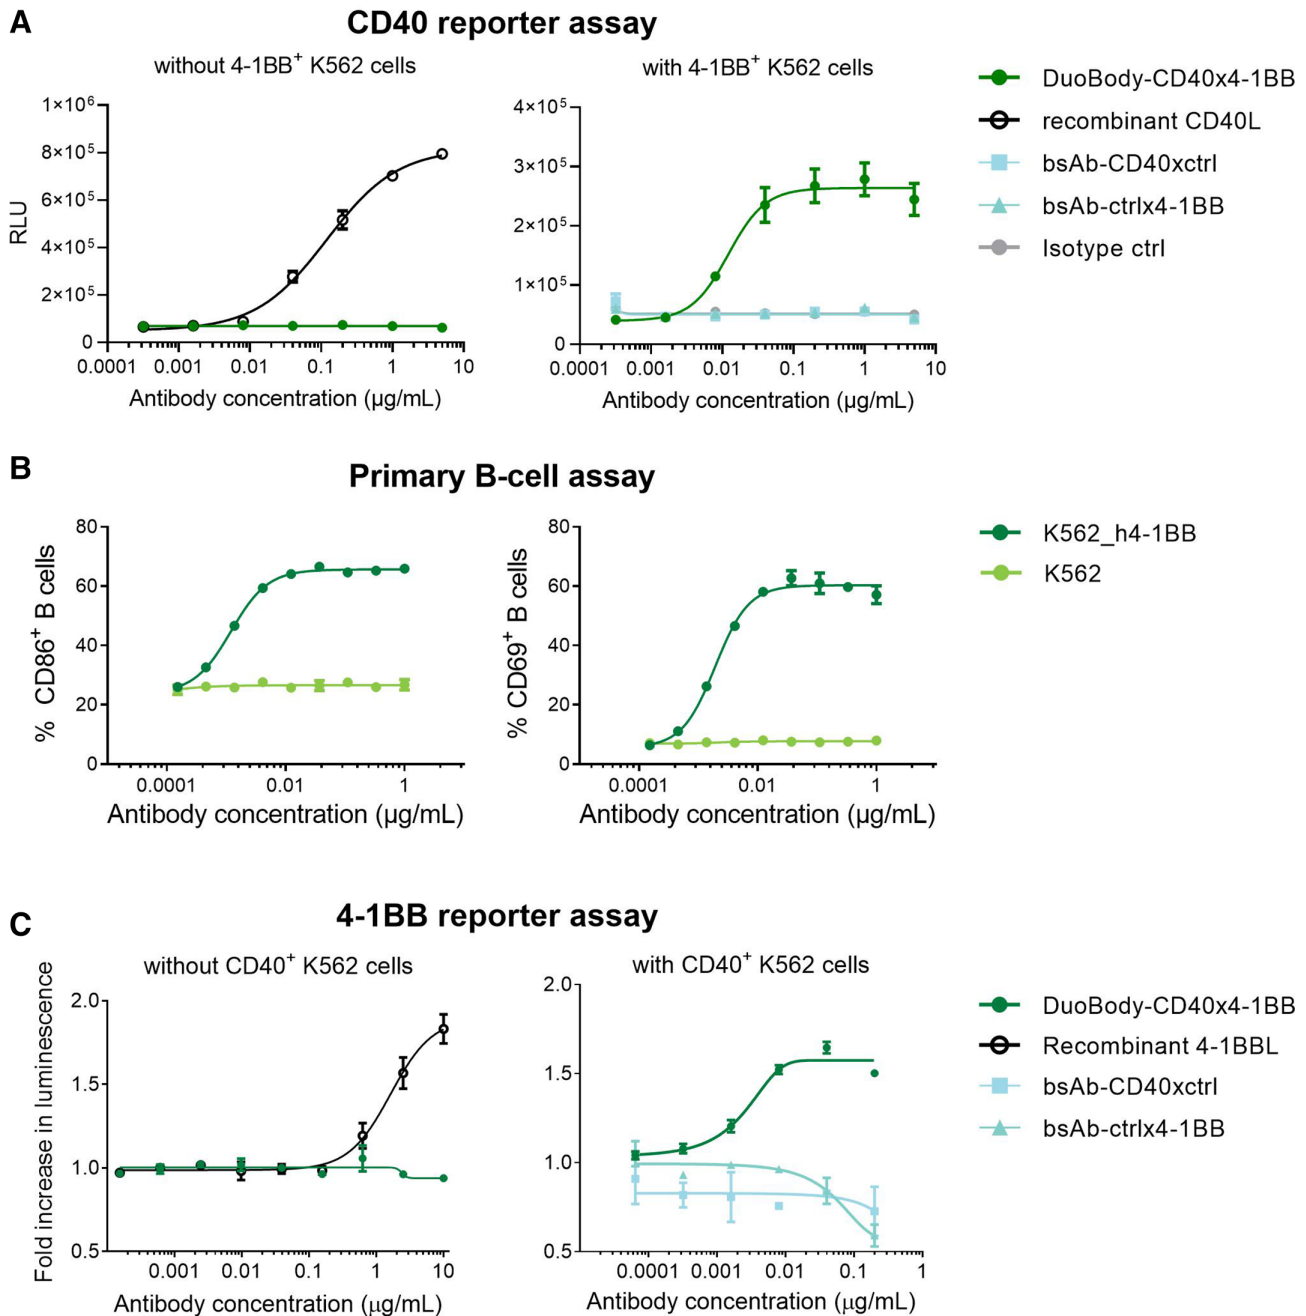 A
CD40 reporter assay
without 4-1BB⁺ K562 cells
1×10⁶
8×10⁵
6×10⁵
4×10⁵
2×10⁵
0
RLU
0.0001 0.001 0.01 0.1 1 10
Antibody concentration (µg/mL)
with 4-1BB⁺ K562 cells
4×10⁵
3×10⁵
2×10⁵
1×10⁵
0
0.0001 0.001 0.01 0.1 1 10
Antibody concentration (µg/mL)
DuoBody-CD40x4-1BB
recombinant CD40L
bsAb-CD40xctrl
bsAb-ctrlx4-1BB
Isotype ctrl
B
Primary B-cell assay
80
60
40
20
0
% CD86⁺ B cells
0.0001 0.01 1
Antibody concentration (µg/mL)
80
60
40
20
0
% CD69⁺ B cells
0.0001 0.01 1
Antibody concentration (µg/mL)
K562_h4-1BB
K562
C
4-1BB reporter assay
without CD40⁺ K562 cells
2.0
1.5
1.0
0.5
Fold increase in luminescence
0.001 0.01 0.1 1 10
Antibody concentration (µg/mL)
with CD40⁺ K562 cells
2.0
1.5
1.0
0.5
0.0001 0.001 0.01 0.1 1
Antibody concentration (µg/mL)
DuoBody-CD40x4-1BB
Recombinant 4-1BBL
bsAb-CD40xctrl
bsAb-ctrlx4-1BB